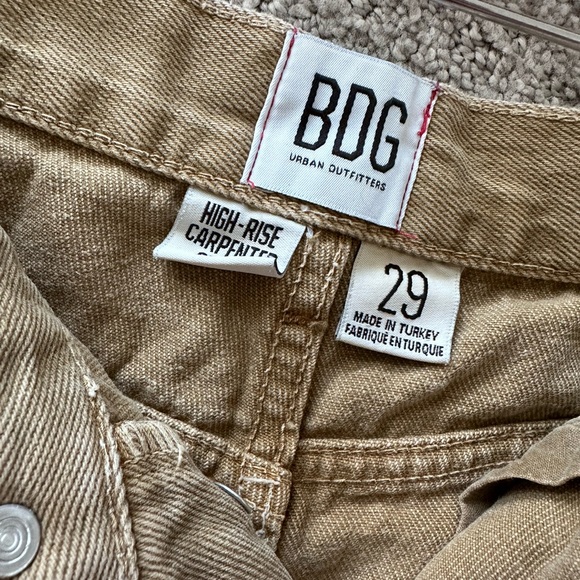 BDG
URBAN OUTFITTERS
HIGH-RISE
CARPENTER
29
MADE IN TURKEY
FABRIQUÉ EN TURQUIE